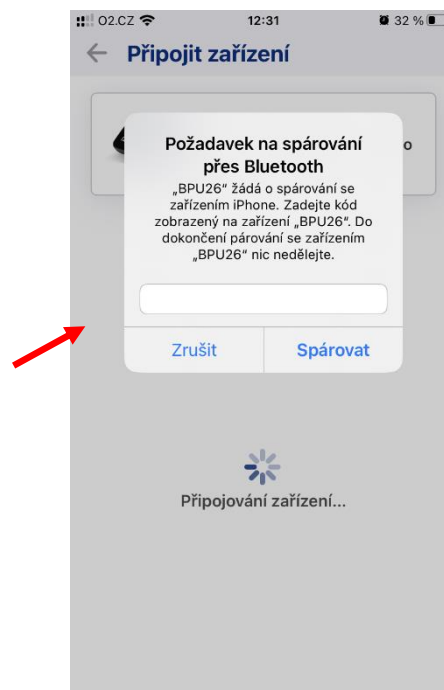 O2.CZ 12:31 32 %
Připojit zařízení
o
Požadavek na spárování
přes Bluetooth
„BPU26“ žádá o spárování se
zařízením iPhone. Zadejte kód
zobrazený na zařízení „BPU26“. Do
dokončení párování se zařízením
„BPU26“ nic nedělejte.
Zrušit Spárovat
Připojování zařízení...